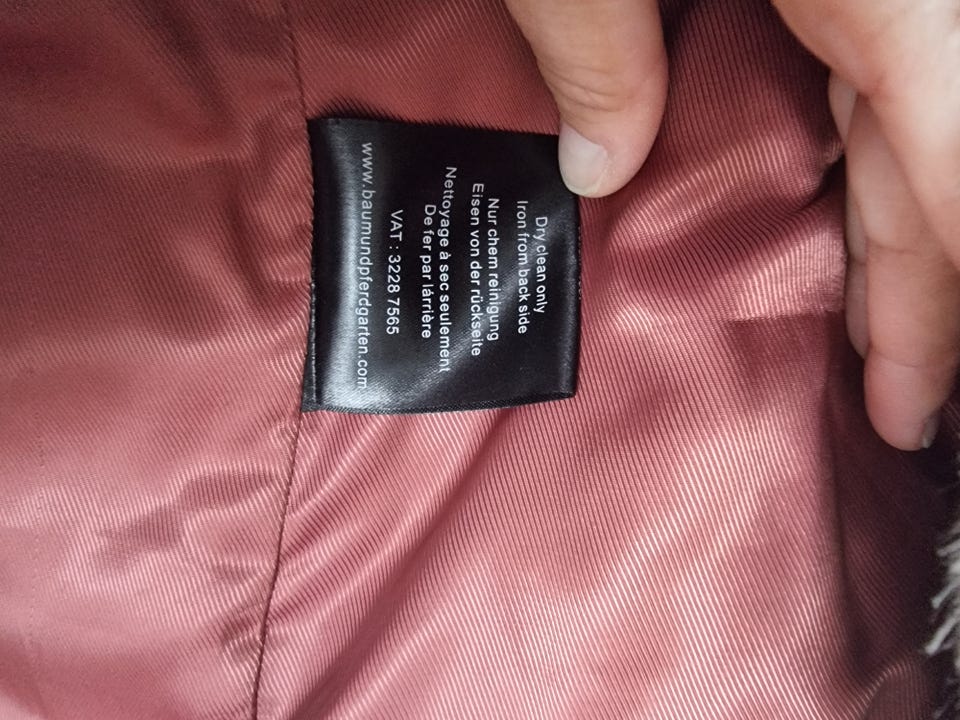 Dry clean only
Iron from back side
Nur chem reinigung
Eisen von der rückseite
Nettoyage à sec seulement
De fer par lárrière
VAT : 3228 7565
www.baumundpferdgarten.com